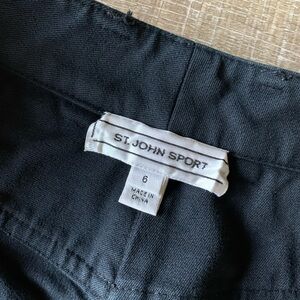 ST. JOHN SPORT
6
MADE IN
CHINA